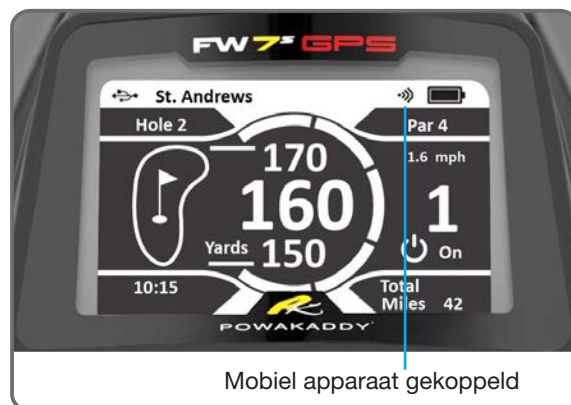 FW7s GPS
St. Andrews
Hole 2
Par 4
170
1.6 mph
160
1
Yards 150
On
10:15
Total
Miles 42
POWAKADDY
Mobiel apparaat gekoppeld